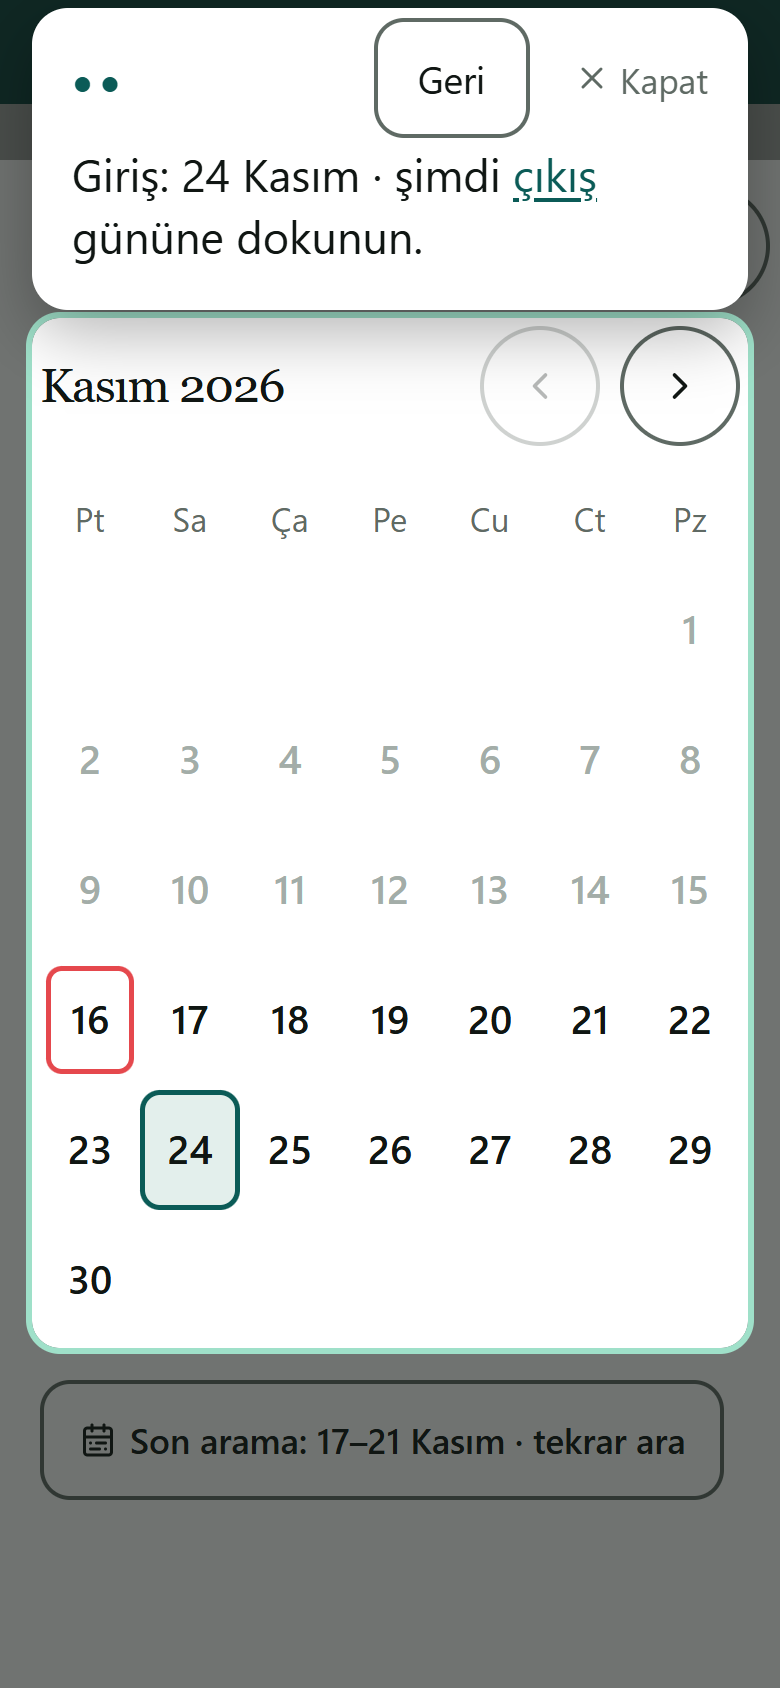 Geri
Kapat
Giriş: 24 Kasım · şimdi çıkış
gününe dokunun.
Kasım 2026
Pt Sa Ça Pe Cu Ct Pz
1
2 3 4 5 6 7 8
9 10 11 12 13 14 15
16 17 18 19 20 21 22
23 24 25 26 27 28 29
30
Son arama: 17–21 Kasım · tekrar ara